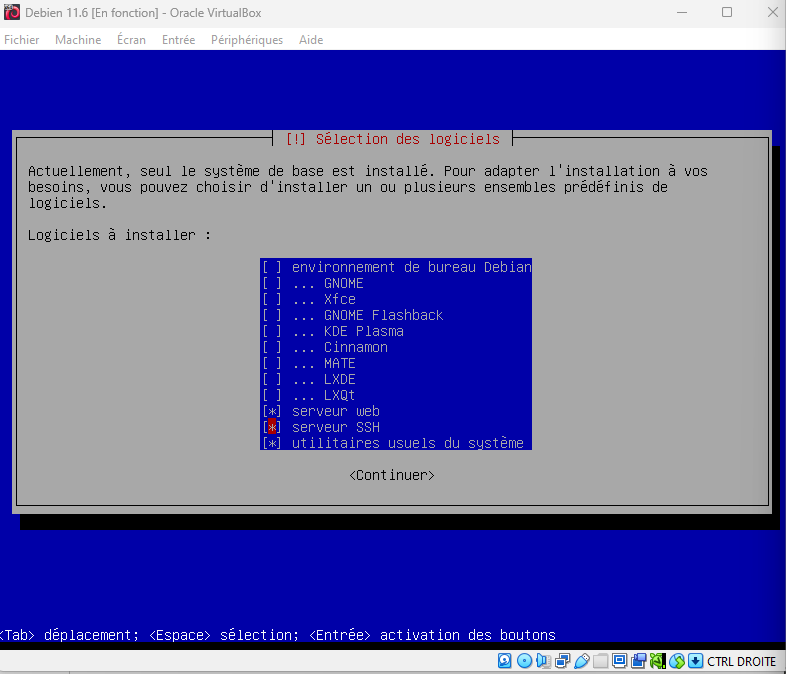 Debien 11.6 [En fonction] - Oracle VirtualBox
Fichier Machine Écran Entrée Périphériques Aide
[!] Sélection des logiciels
Actuellement, seul le système de base est installé. Pour adapter l'installation à vos
besoins, vous pouvez choisir d'installer un ou plusieurs ensembles prédéfinis de
logiciels.
Logiciels à installer :
[ ] environnement de bureau Debian
[ ] ... GNOME
[ ] ... Xfce
[ ] ... GNOME Flashback
[ ] ... KDE Plasma
[ ] ... Cinnamon
[ ] ... MATE
[ ] ... LXDE
[ ] ... LXQt
[*] serveur web
[*] serveur SSH
[*] utilitaires usuels du système
<Continuer>
<Tab> déplacement; <Espace> sélection; <Entrée> activation des boutons
CTRL DROITE